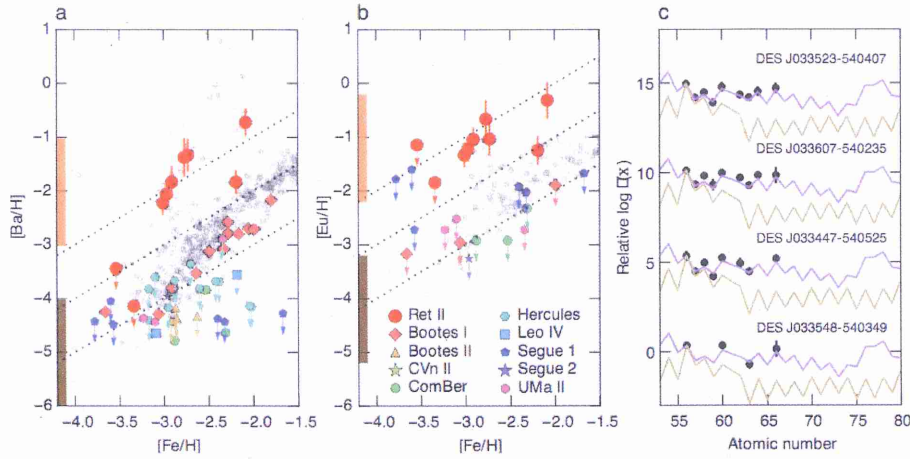 a
b
c
[Ba/H]
1
0
−1
−2
−3
−4
−5
−6
−4.0 −3.5 −3.0 −2.5 −2.0 −1.5
[Fe/H]
[Eu/H]
1
0
−1
−2
−3
−4
−5
−6
Ret II
Bootes I
Bootes II
CVn II
ComBer
Hercules
Leo IV
Segue 1
Segue 2
UMa II
−4.0 −3.5 −3.0 −2.5 −2.0 −1.5
[Fe/H]
Relative log □(x)
15
10
5
0
DES J033523-540407
DES J033607-540235
DES J033447-540525
DES J033548-540349
55 60 65 70 75 80
Atomic number